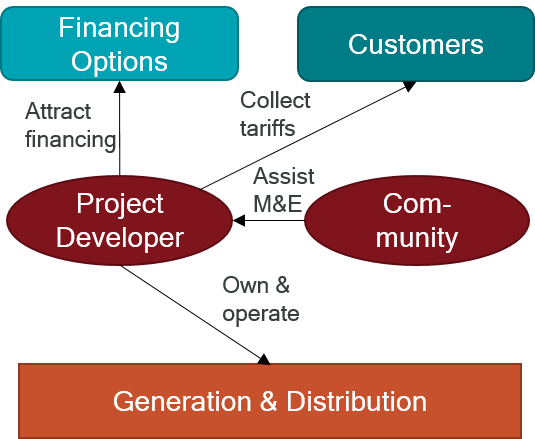 Financing
Options
Customers
Attract
financing
Collect
tariffs
Assist
M&E
Project
Developer
Com-
munity
Own &
operate
Generation & Distribution